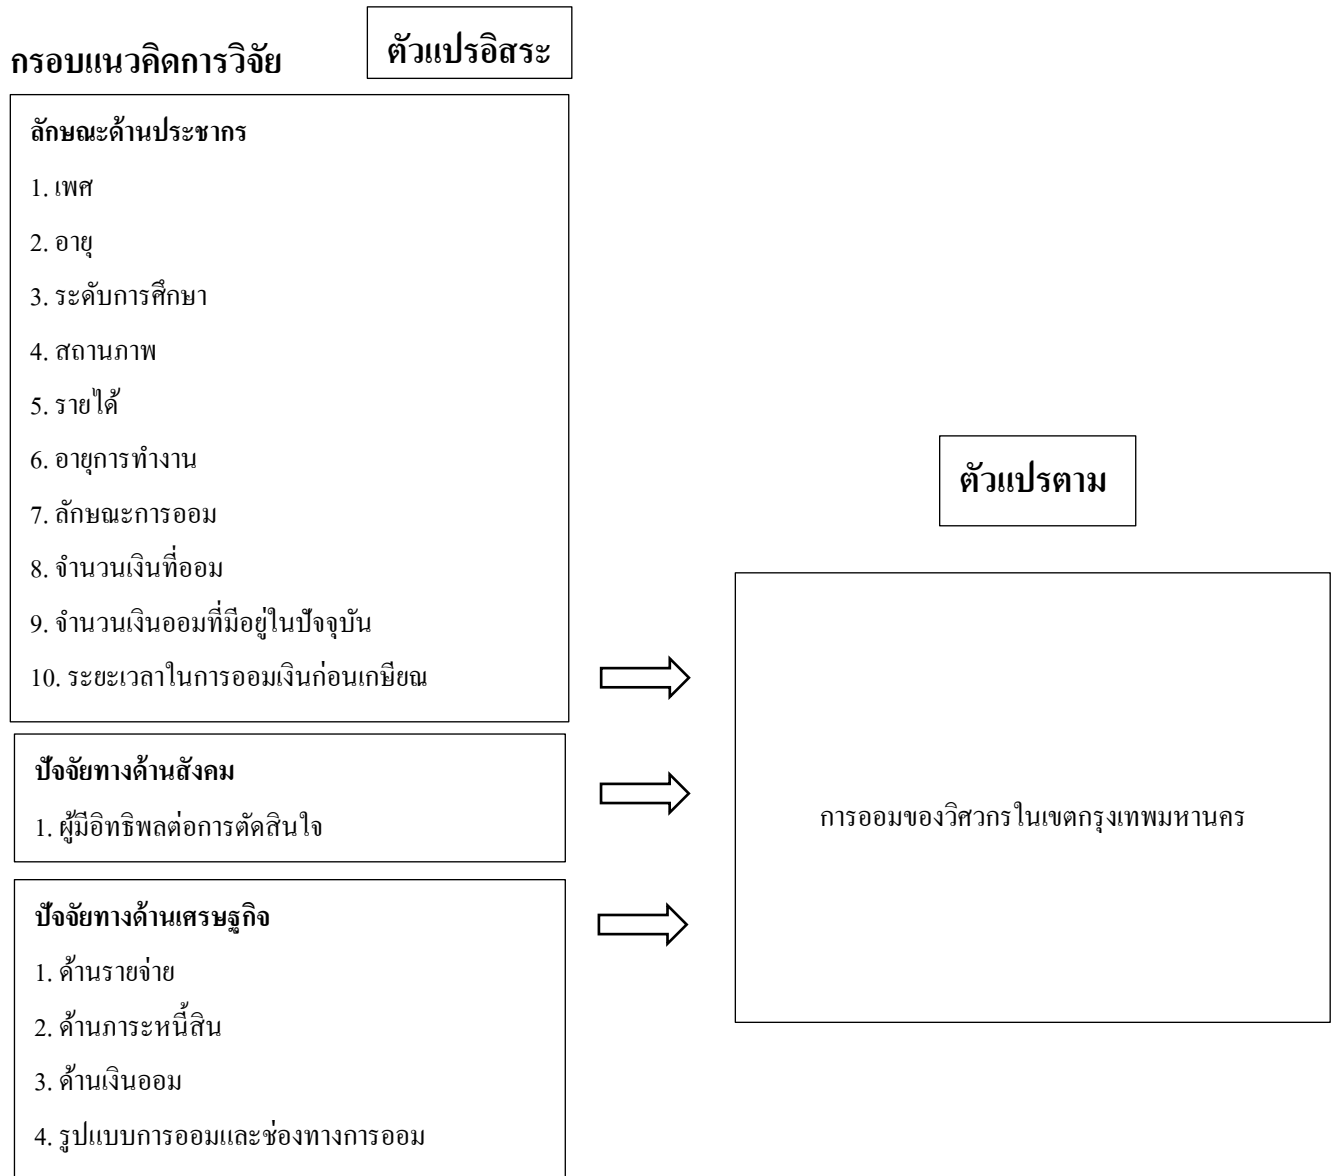 กรอบแนวคิดการวิจัย
ตัวแปรอิสระ
ลักษณะด้านประชากร
1. เพศ
2. อายุ
3. ระดับการศึกษา
4. สถานภาพ
5. รายได้
6. อายุการทำงาน
7. ลักษณะการออม
8. จำนวนเงินที่ออม
9. จำนวนเงินออมที่มีอยู่ในปัจจุบัน
10. ระยะเวลาในการออมเงินก่อนเกษียณ
ปัจจัยทางด้านสังคม
1. ผู้มีอิทธิพลต่อการตัดสินใจ
ปัจจัยทางด้านเศรษฐกิจ
1. ด้านรายจ่าย
2. ด้านภาระหนี้สิน
3. ด้านเงินออม
4. รูปแบบการออมและช่องทางการออม
ตัวแปรตาม
การออมของวิศวกรในเขตกรุงเทพมหานคร